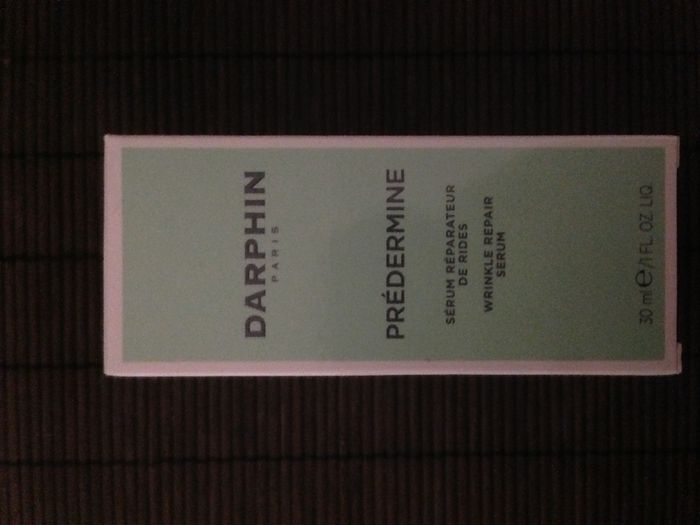 DARPHIN
PARIS
PRÉDERMINE
SÉRUM RÉPARATEUR
DE RIDES
WRINKLE REPAIR
SERUM
30 ml e/1 FL. OZ. LIQ.